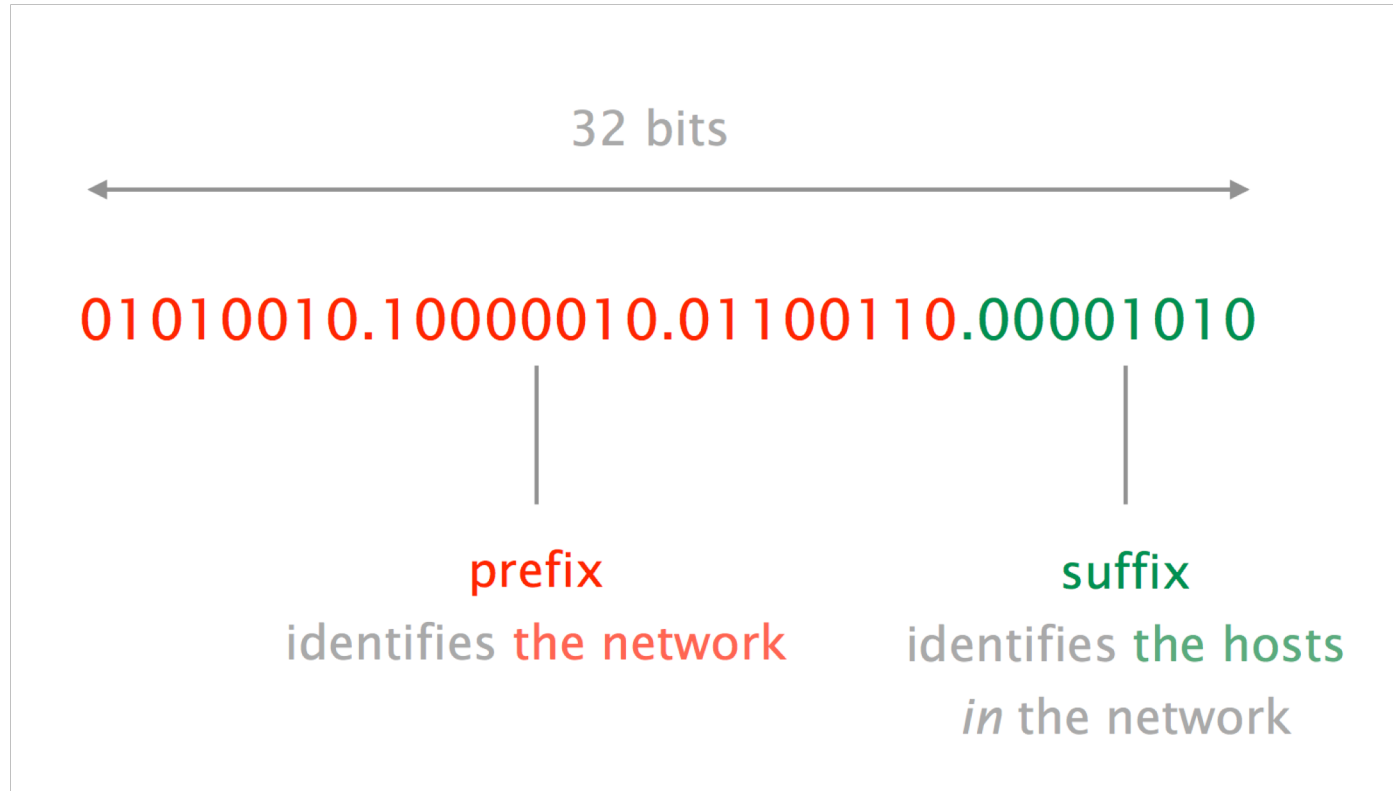 32 bits
01010010.10000010.01100110.00001010
prefix
identifies the network
suffix
identifies the hosts
in the network